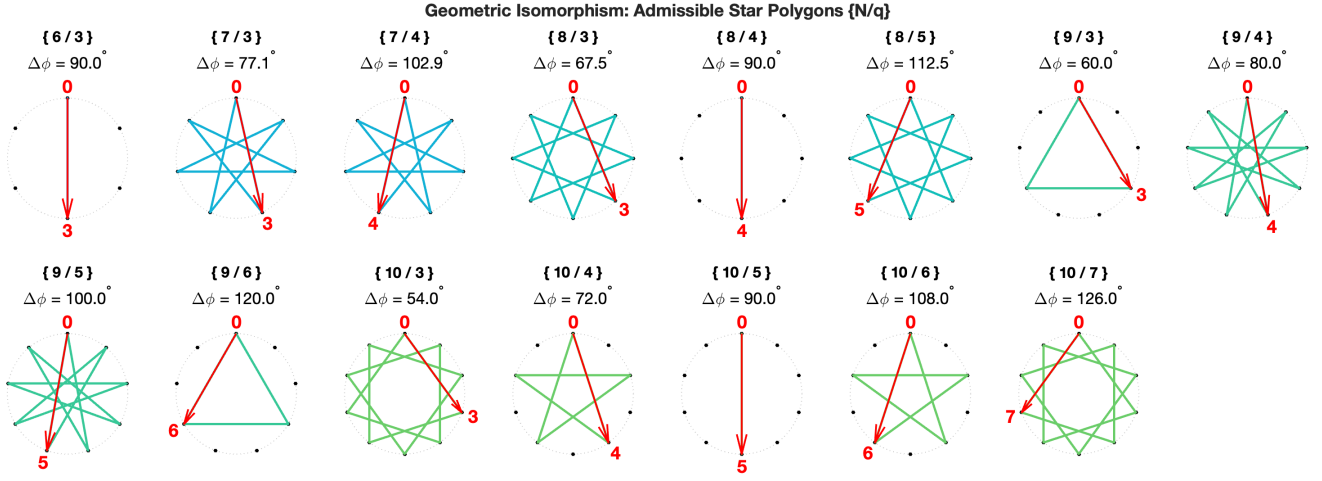 Geometric Isomorphism: Admissible Star Polygons {N/q}
{ 6 / 3 }
Δϕ = 90.0°
0
3
{ 7 / 3 }
Δϕ = 77.1°
0
3
{ 7 / 4 }
Δϕ = 102.9°
0
4
{ 8 / 3 }
Δϕ = 67.5°
0
3
{ 8 / 4 }
Δϕ = 90.0°
0
4
{ 8 / 5 }
Δϕ = 112.5°
0
5
{ 9 / 3 }
Δϕ = 60.0°
0
3
{ 9 / 4 }
Δϕ = 80.0°
0
4
{ 9 / 5 }
Δϕ = 100.0°
0
5
{ 9 / 6 }
Δϕ = 120.0°
0
6
{ 10 / 3 }
Δϕ = 54.0°
0
3
{ 10 / 4 }
Δϕ = 72.0°
0
4
{ 10 / 5 }
Δϕ = 90.0°
0
5
{ 10 / 6 }
Δϕ = 108.0°
0
6
{ 10 / 7 }
Δϕ = 126.0°
0
7